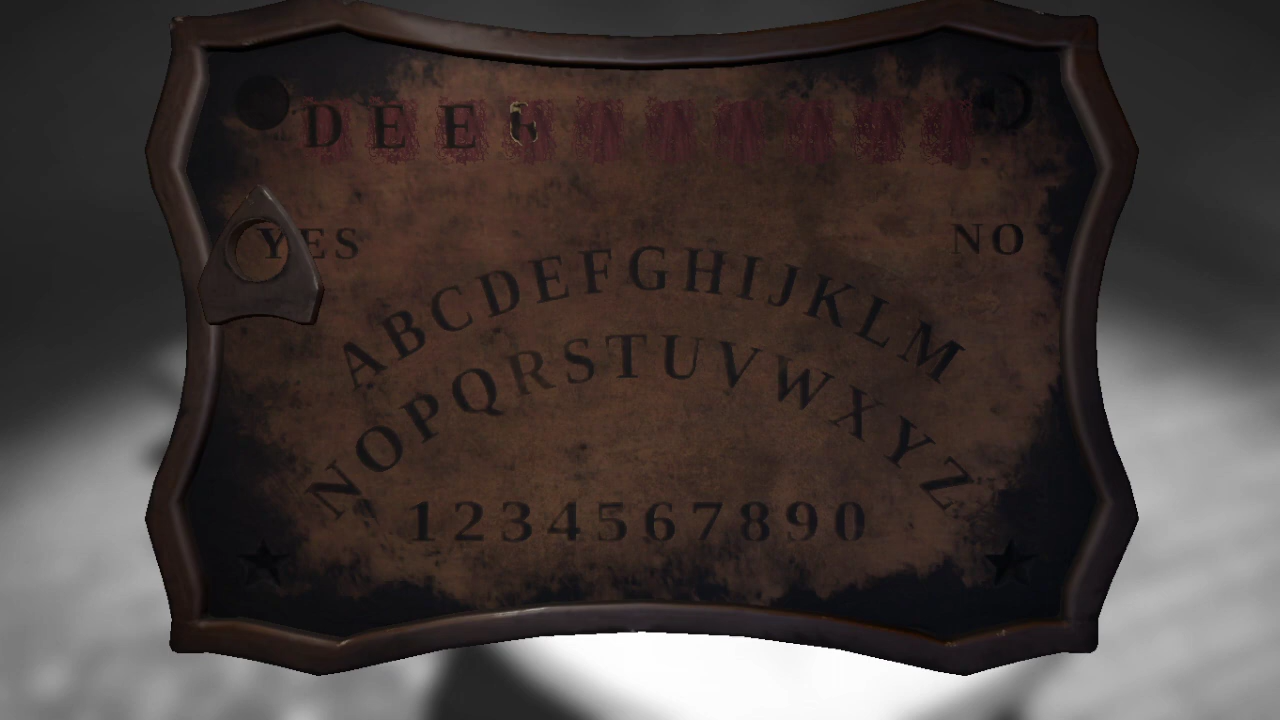 DEE
YES NO
ABCDEFGHIJKLM
NOPQRSTUVWXYZ
1234567890